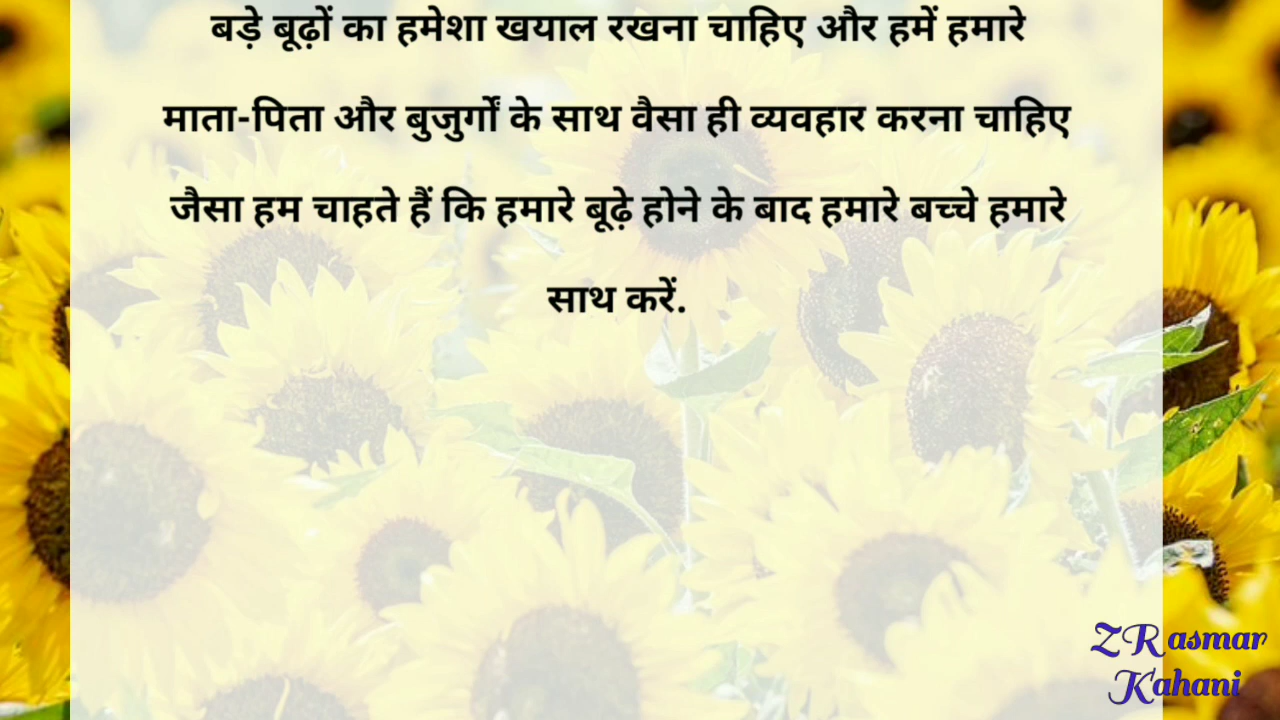 बड़े बूढ़ों का हमेशा खयाल रखना चाहिए और हमें हमारे
माता-पिता और बुजुर्गों के साथ वैसा ही व्यवहार करना चाहिए
जैसा हम चाहते हैं कि हमारे बूढ़े होने के बाद हमारे बच्चे हमारे
साथ करें.
ZRasmar
Kahani